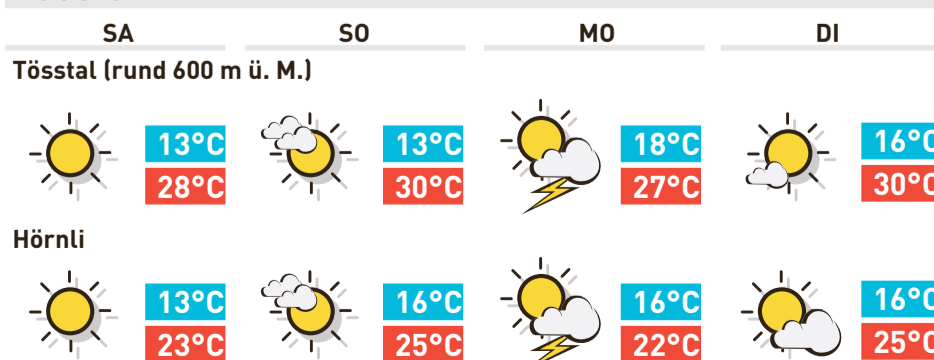 SA SO MO DI
Tösstal (rund 600 m ü. M.)
13°C 13°C 18°C 16°C
28°C 30°C 27°C 30°C
Hörnli
13°C 16°C 16°C 16°C
23°C 25°C 22°C 25°C